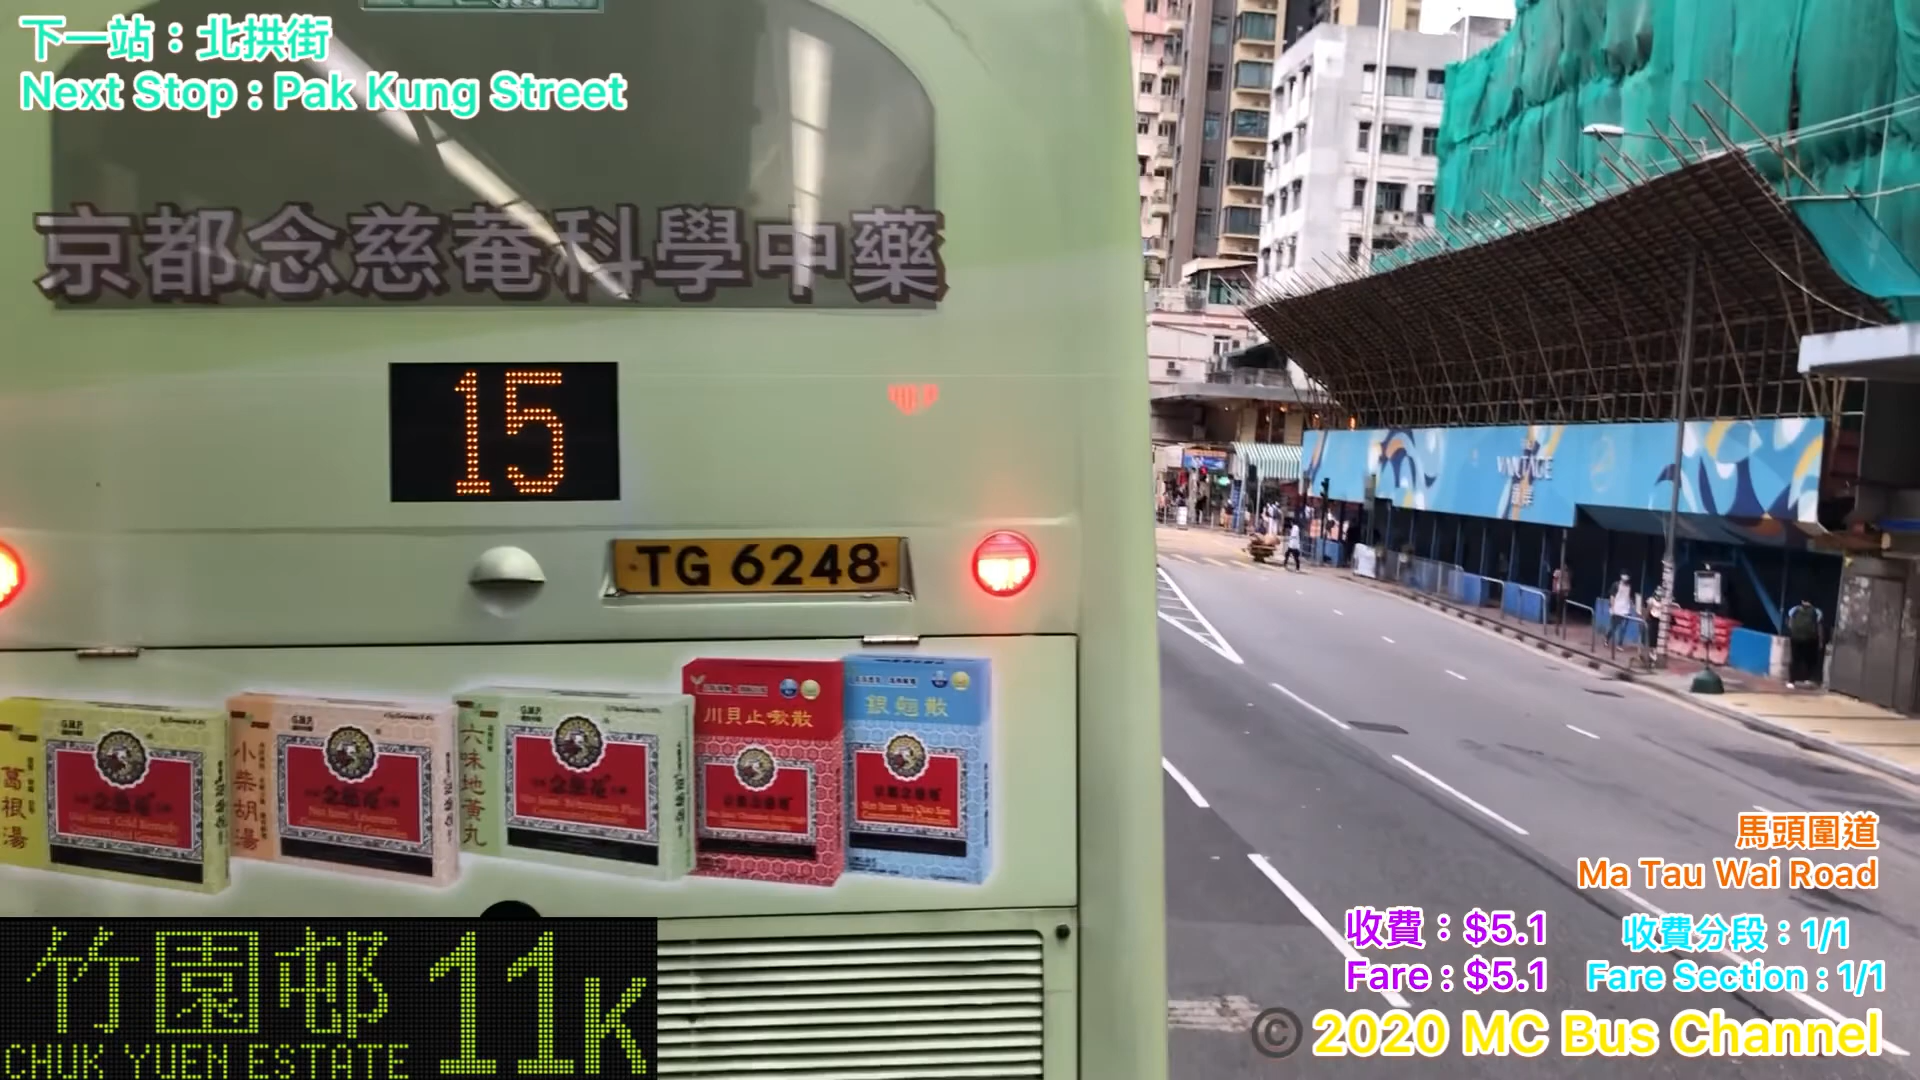 下一站：北拱街
Next Stop : Pak Kung Street
京都念慈菴科學中藥
15
TG 6248
葛根湯
小柴胡湯
六味地黃丸
川貝止咳散
銀翹散
VANTAGE
馬頭圍道
Ma Tau Wai Road
收費：$5.1
Fare : $5.1
收費分段：1/1
Fare Section : 1/1
竹園邨 11K
CHUK YUEN ESTATE
© 2020 MC Bus Channel